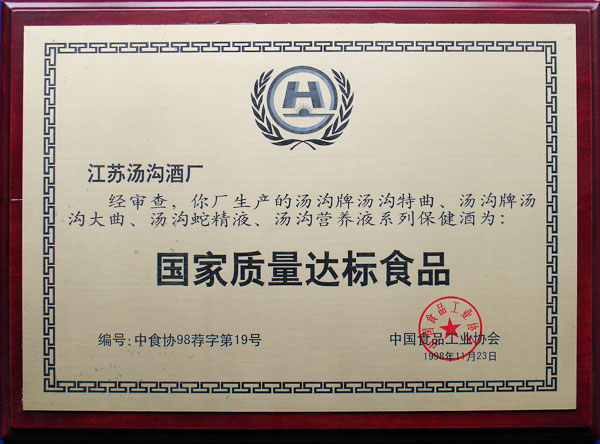 江苏汤沟酒厂
经审查，你厂生产的汤沟牌汤沟特曲、汤沟牌汤
沟大曲、汤沟蛇精液、汤沟营养液系列保健酒为：
国家质量达标食品
编号：中食协98荐字第19号
中国食品工业协会
1998年11月23日